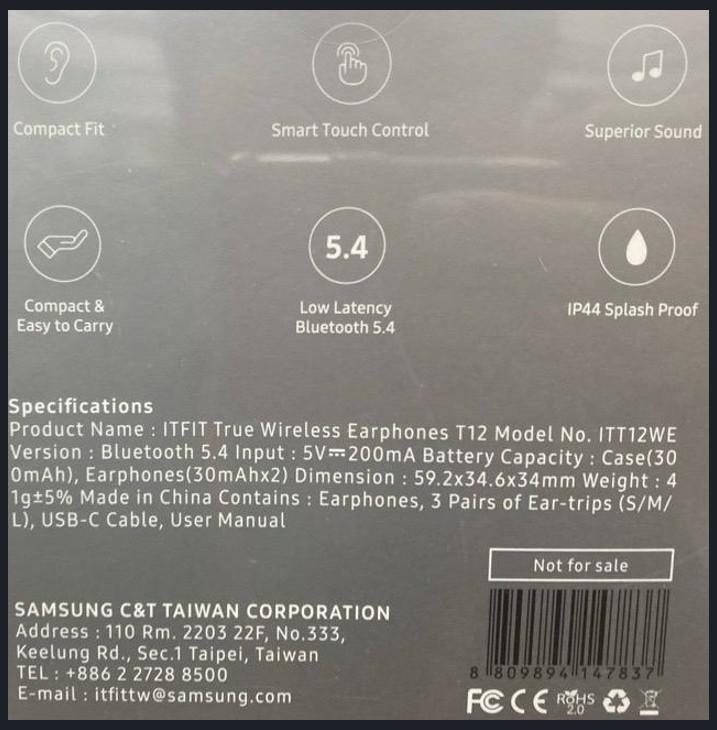 Compact Fit
Smart Touch Control
Superior Sound
5.4
Compact &
Easy to Carry
Low Latency
Bluetooth 5.4
IP44 Splash Proof
Specifications
Product Name : ITFIT True Wireless Earphones T12 Model No. ITT12WE
Version : Bluetooth 5.4 Input : 5V⎓200mA Battery Capacity : Case(30
0mAh), Earphones(30mAhx2) Dimension : 59.2x34.6x34mm Weight : 4
1g±5% Made in China Contains : Earphones, 3 Pairs of Ear-trips (S/M/
L), USB-C Cable, User Manual
Not for sale
SAMSUNG C&T TAIWAN CORPORATION
Address : 110 Rm. 2203 22F, No.333,
Keelung Rd., Sec.1 Taipei, Taiwan
TEL : +886 2 2728 8500
E-mail : itfittw@samsung.com
8 809894 147837
FC CE RoHS
2.0